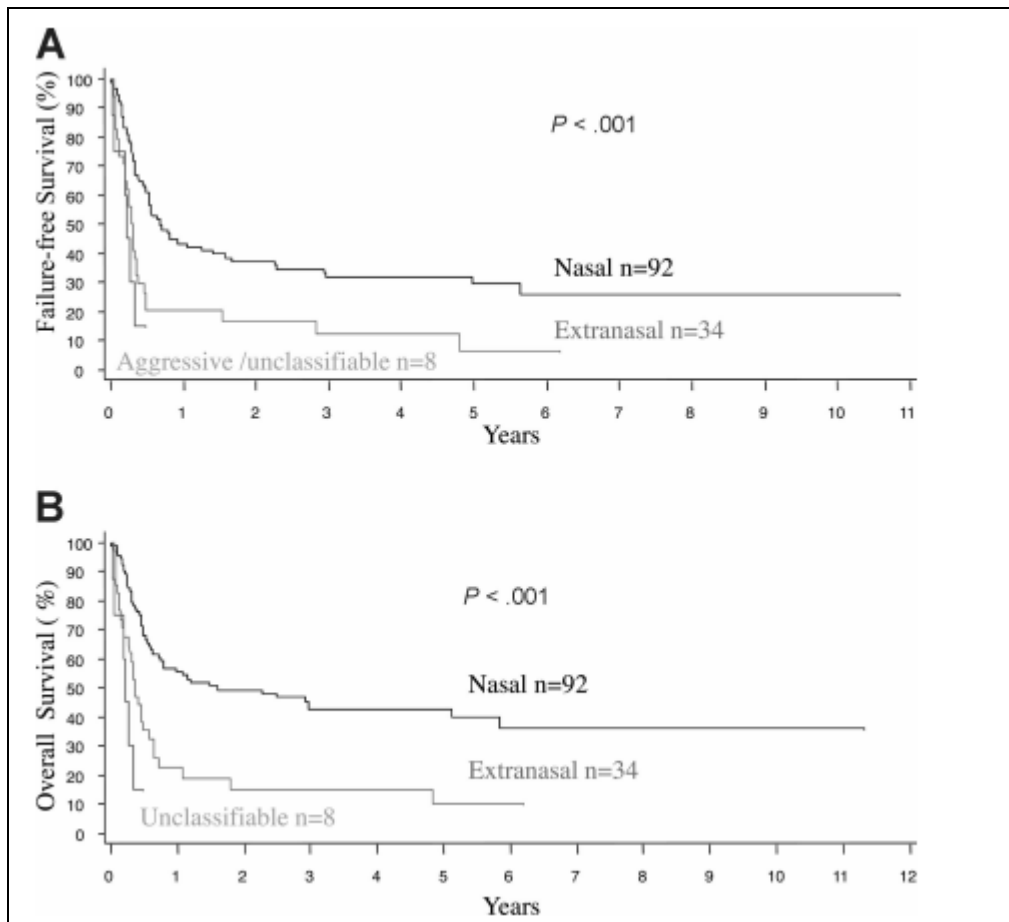 A
Failure-free Survival (%)
100
90
80
70
60
50
40
30
20
10
0
P < .001
Nasal n=92
Extranasal n=34
Aggressive /unclassifiable n=8
0 1 2 3 4 5 6 7 8 9 10 11
Years
B
Overall Survival ( %)
100
90
80
70
60
50
40
30
20
10
0
P < .001
Nasal n=92
Extranasal n=34
Unclassifiable n=8
0 1 2 3 4 5 6 7 8 9 10 11 12
Years